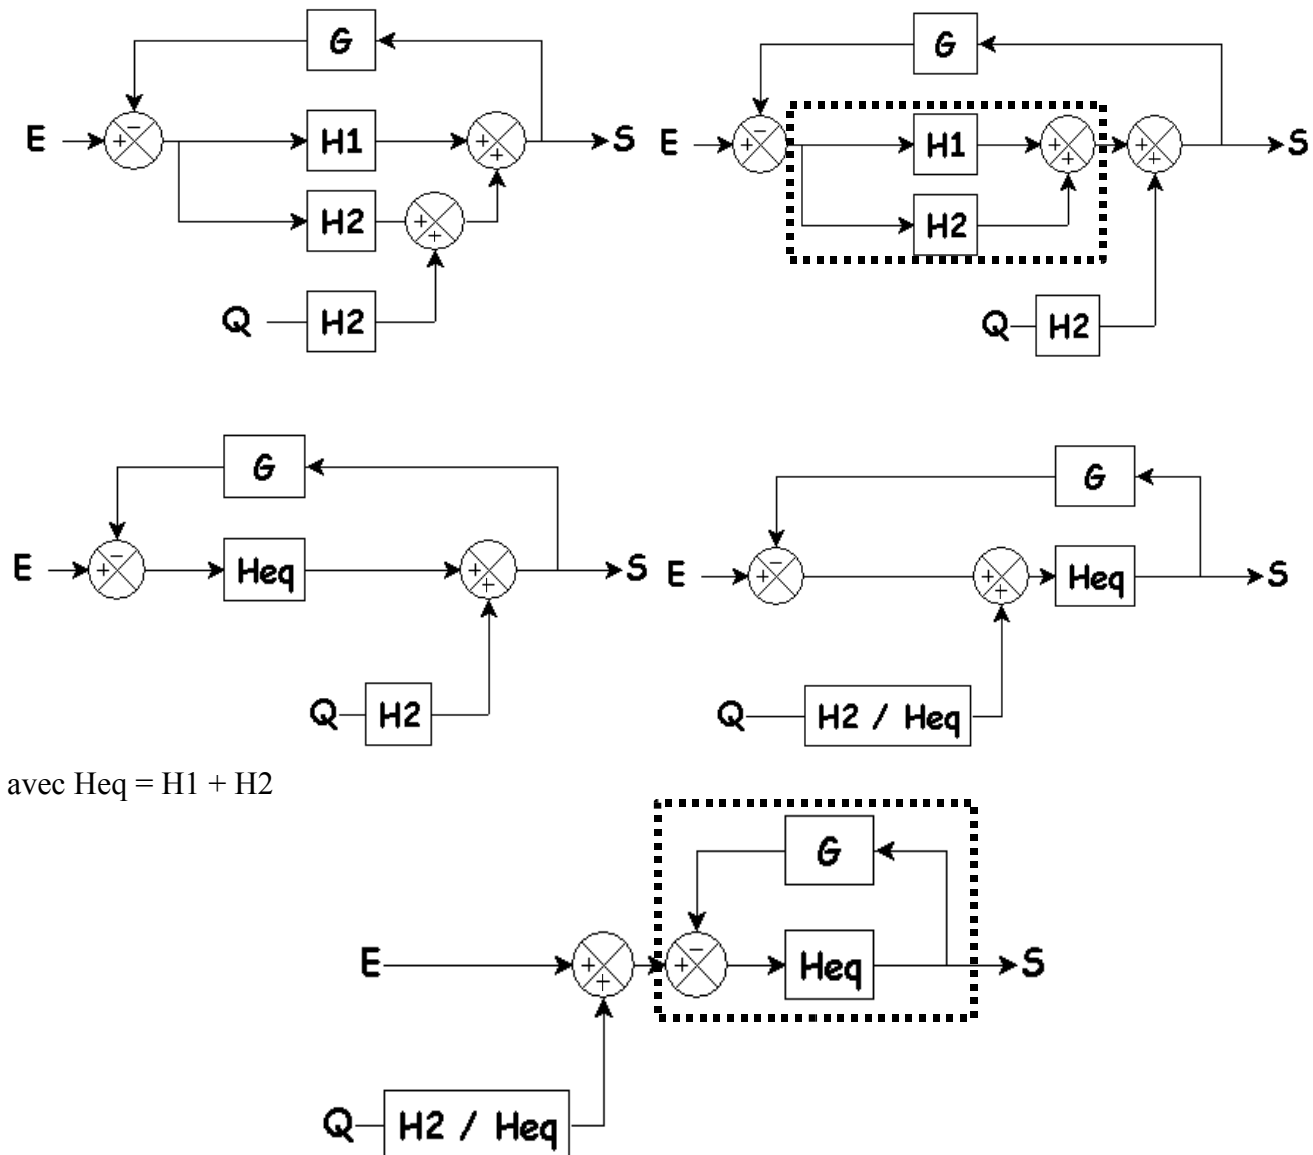 G
G
E − + H1 + + S
E − + H1 + + + + S
H2 + +
H2
Q H2
Q H2
G
G
E − + Heq + + S
E − + + + Heq S
Q H2
Q H2 / Heq
avec Heq = H1 + H2
G
E + + − + Heq S
Q H2 / Heq